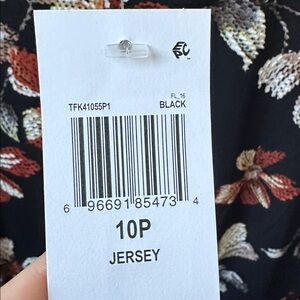 FL_16
TFK41055P1 BLACK
6 96691 85473 4
10P
JERSEY